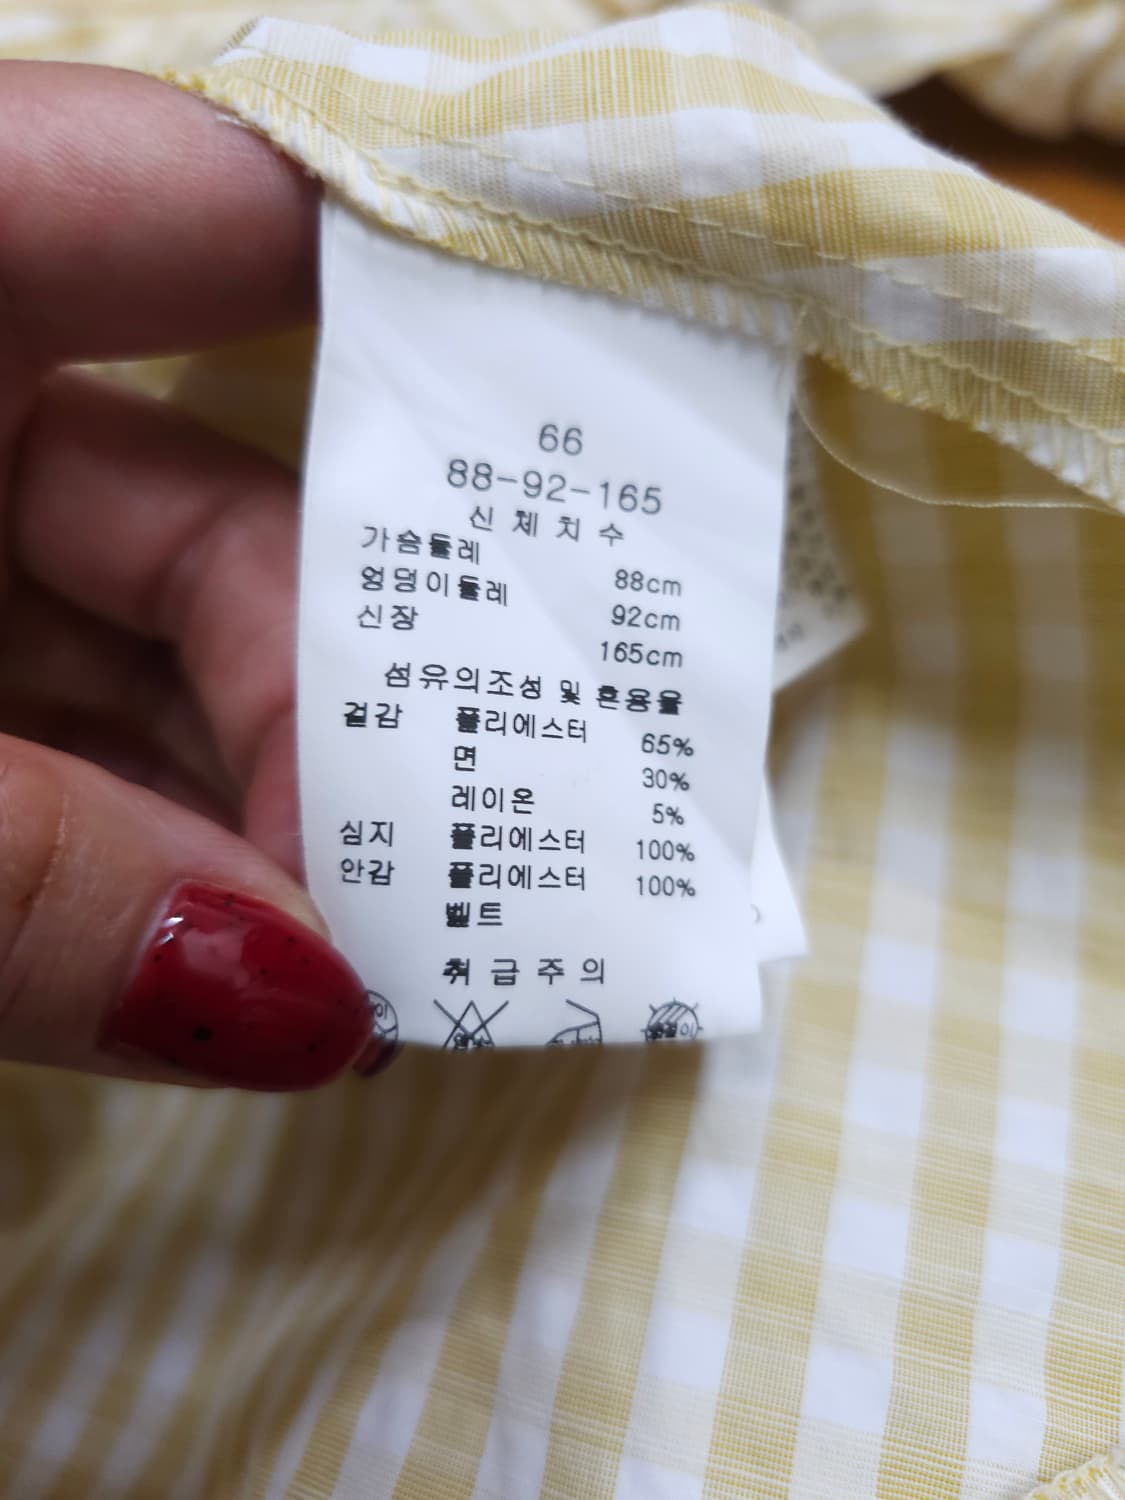 66
88-92-165
신체치수
가슴둘레 88cm
엉덩이둘레 92cm
신장 165cm
섬유의조성 및 혼용율
겉감 폴리에스터 65%
면 30%
레이온 5%
심지 폴리에스터 100%
안감 폴리에스터 100%
벨트
취급주의